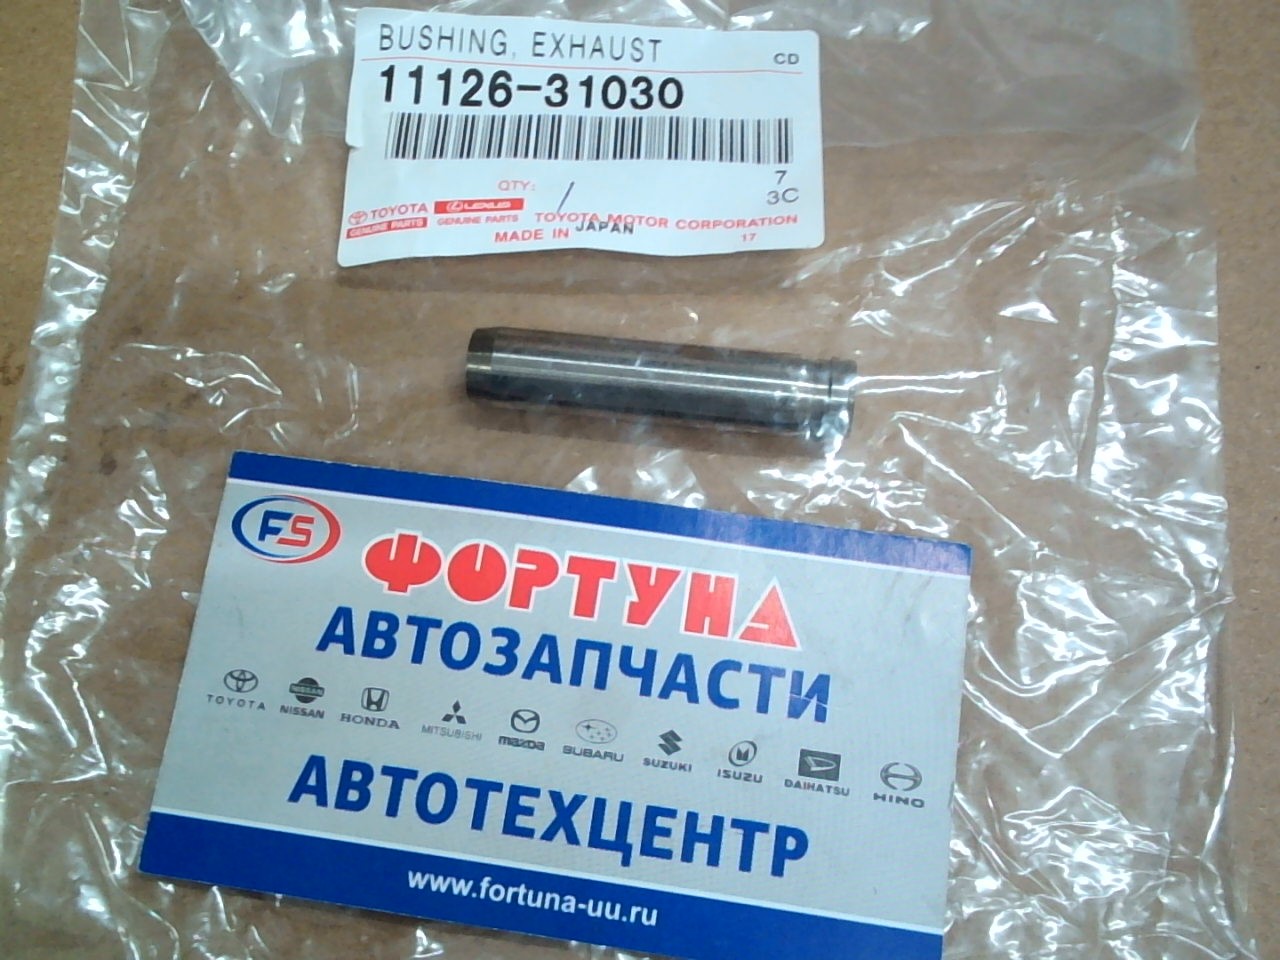 BUSHING, EXHAUST
CD
11126-31030
7
3C
QTY: /
TOYOTA
GENUINE PARTS
LEXUS
GENUINE PARTS
TOYOTA MOTOR CORPORATION
MADE IN JAPAN
17
FS
ФОРТУНА
АВТОЗАПЧАСТИ
TOYOTA
NISSAN
NISSAN
HONDA
MITSUBISHI
mazda
SUBARU
SUZUKI
ISUZU
DAIHATSU
HINO
АВТОТЕХЦЕНТР
www.fortuna-uu.ru